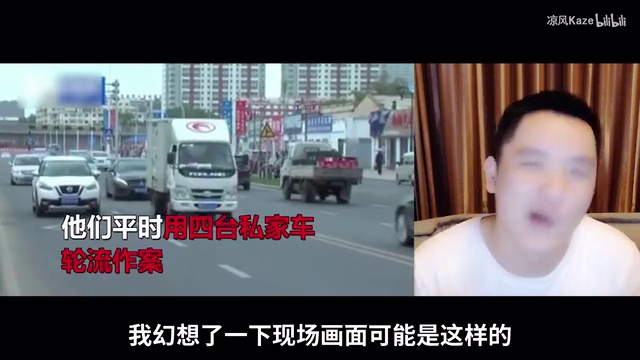 凉风Kaze bilibili
FORLAND
他们平时用四台私家车
轮流作案
我幻想了一下现场画面可能是这样的